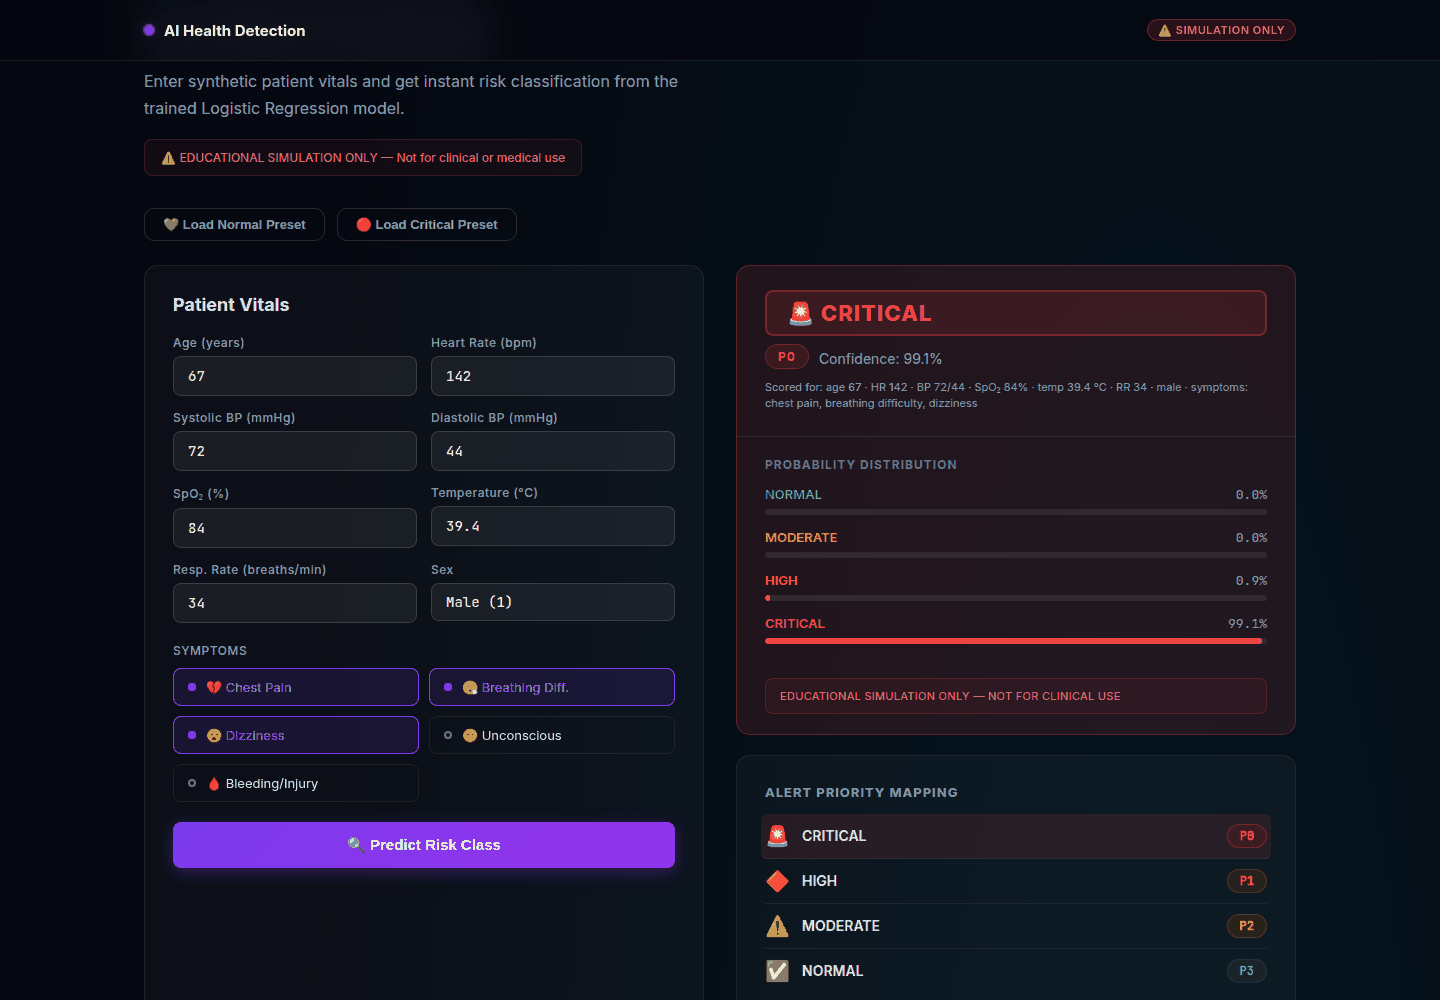 AI Health Detection
⚠️ SIMULATION ONLY
Enter synthetic patient vitals and get instant risk classification from the
trained Logistic Regression model.
⚠️ EDUCATIONAL SIMULATION ONLY — Not for clinical or medical use
Load Normal Preset
Load Critical Preset
Patient Vitals
Age (years)
67
Heart Rate (bpm)
142
Systolic BP (mmHg)
72
Diastolic BP (mmHg)
44
SpO₂ (%)
84
Temperature (°C)
39.4
Resp. Rate (breaths/min)
34
Sex
Male (1)
SYMPTOMS
Chest Pain
Breathing Diff.
Dizziness
Unconscious
Bleeding/Injury
Predict Risk Class
CRITICAL
P0
Confidence: 99.1%
Scored for: age 67 · HR 142 · BP 72/44 · SpO₂ 84% · temp 39.4 °C · RR 34 · male · symptoms:
chest pain, breathing difficulty, dizziness
PROBABILITY DISTRIBUTION
NORMAL 0.0%
MODERATE 0.0%
HIGH 0.9%
CRITICAL 99.1%
EDUCATIONAL SIMULATION ONLY — NOT FOR CLINICAL USE
ALERT PRIORITY MAPPING
CRITICAL P0
HIGH P1
MODERATE P2
NORMAL P3